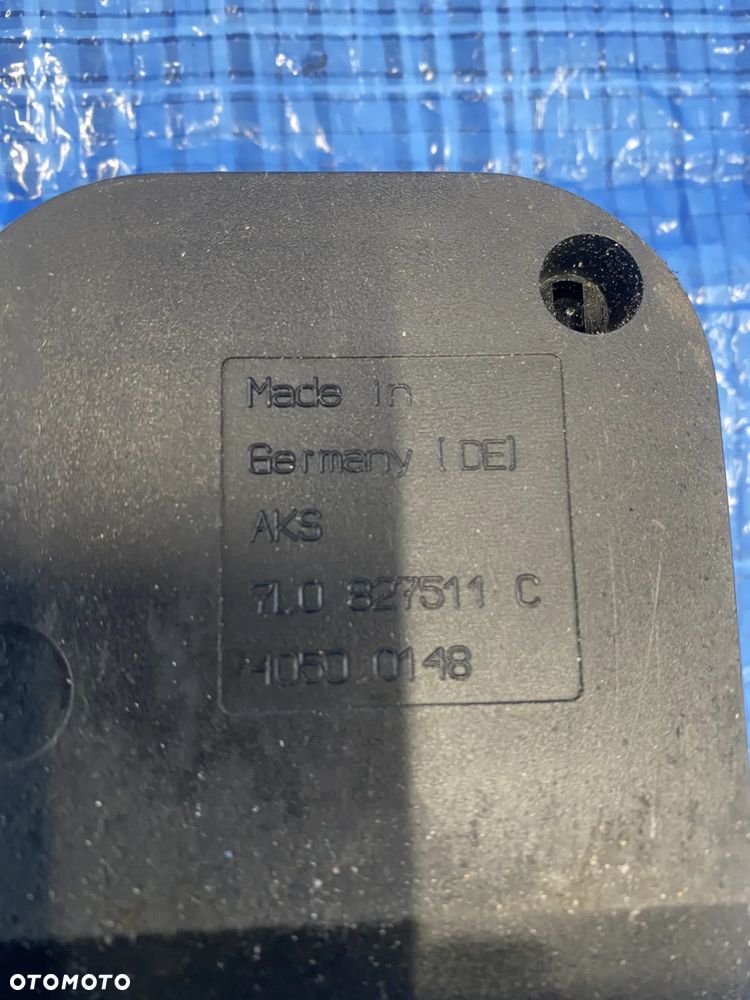 Made in
Germany (DE)
AKS
7L0 827511 C
4050 0148
OTOMOTO